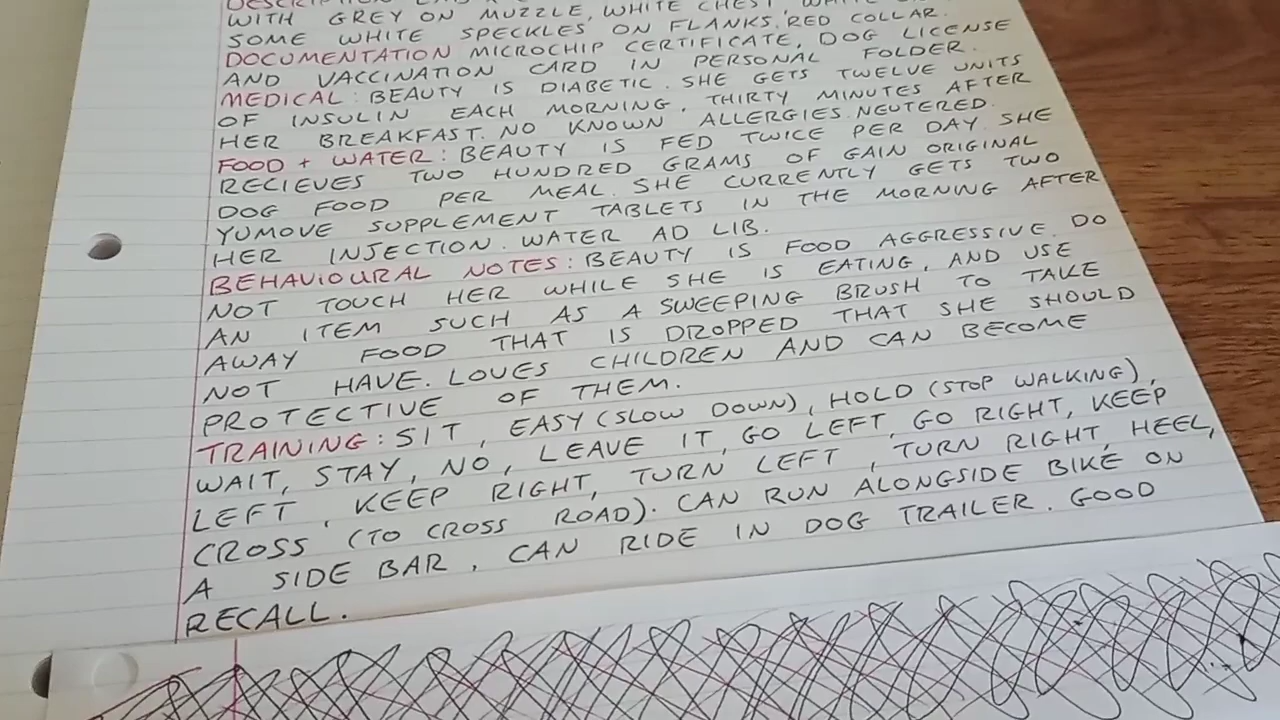 DESCRIPTION
WITH GREY ON MUZZLE, WHITE CHEST, WHITE
SOME WHITE SPECKLES ON FLANKS. RED COLLAR.
DOCUMENTATION MICROCHIP CERTIFICATE, DOG LICENSE
AND VACCINATION CARD IN PERSONAL FOLDER.
MEDICAL: BEAUTY IS DIABETIC. SHE GETS TWELVE UNITS
OF INSULIN EACH MORNING, THIRTY MINUTES AFTER
HER BREAKFAST. NO KNOWN ALLERGIES. NEUTERED.
FOOD + WATER: BEAUTY IS FED TWICE PER DAY. SHE
RECIEVES TWO HUNDRED GRAMS OF GAIN ORIGINAL
DOG FOOD PER MEAL. SHE CURRENTLY GETS TWO
YUMOVE SUPPLEMENT TABLETS IN THE MORNING AFTER
HER INJECTION. WATER AD LIB.
BEHAVIOURAL NOTES: BEAUTY IS FOOD AGGRESSIVE. DO
NOT TOUCH HER WHILE SHE IS EATING, AND USE
AN ITEM SUCH AS A SWEEPING BRUSH TO TAKE
AWAY FOOD THAT IS DROPPED THAT SHE SHOULD
NOT HAVE. LOVES CHILDREN AND CAN BECOME
PROTECTIVE OF THEM.
TRAINING: SIT, EASY (SLOW DOWN), HOLD (STOP WALKING),
WAIT, STAY, NO, LEAVE IT, GO LEFT, GO RIGHT, KEEP
LEFT, KEEP RIGHT, TURN LEFT, TURN RIGHT, HEEL,
CROSS (TO CROSS ROAD). CAN RUN ALONGSIDE BIKE ON
A SIDE BAR, CAN RIDE IN DOG TRAILER. GOOD
RECALL.